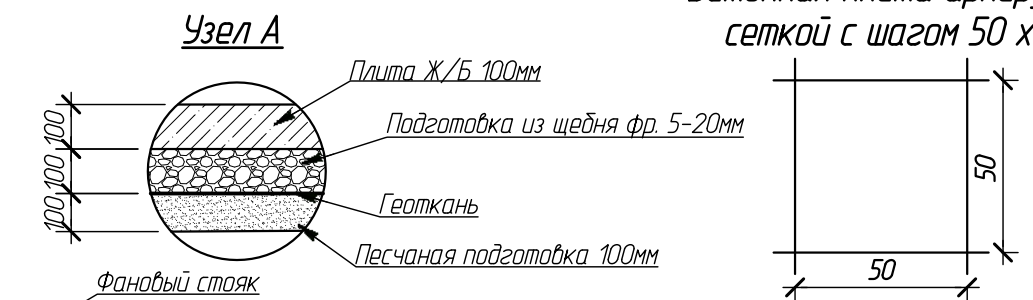 Узел А
сеткой с шагом 50 х
Плита Ж/Б 100мм
100
Подготовка из щебня фр. 5-20мм
100
50
Геоткань
100
Песчаная подготовка 100мм
50
Фановый стояк